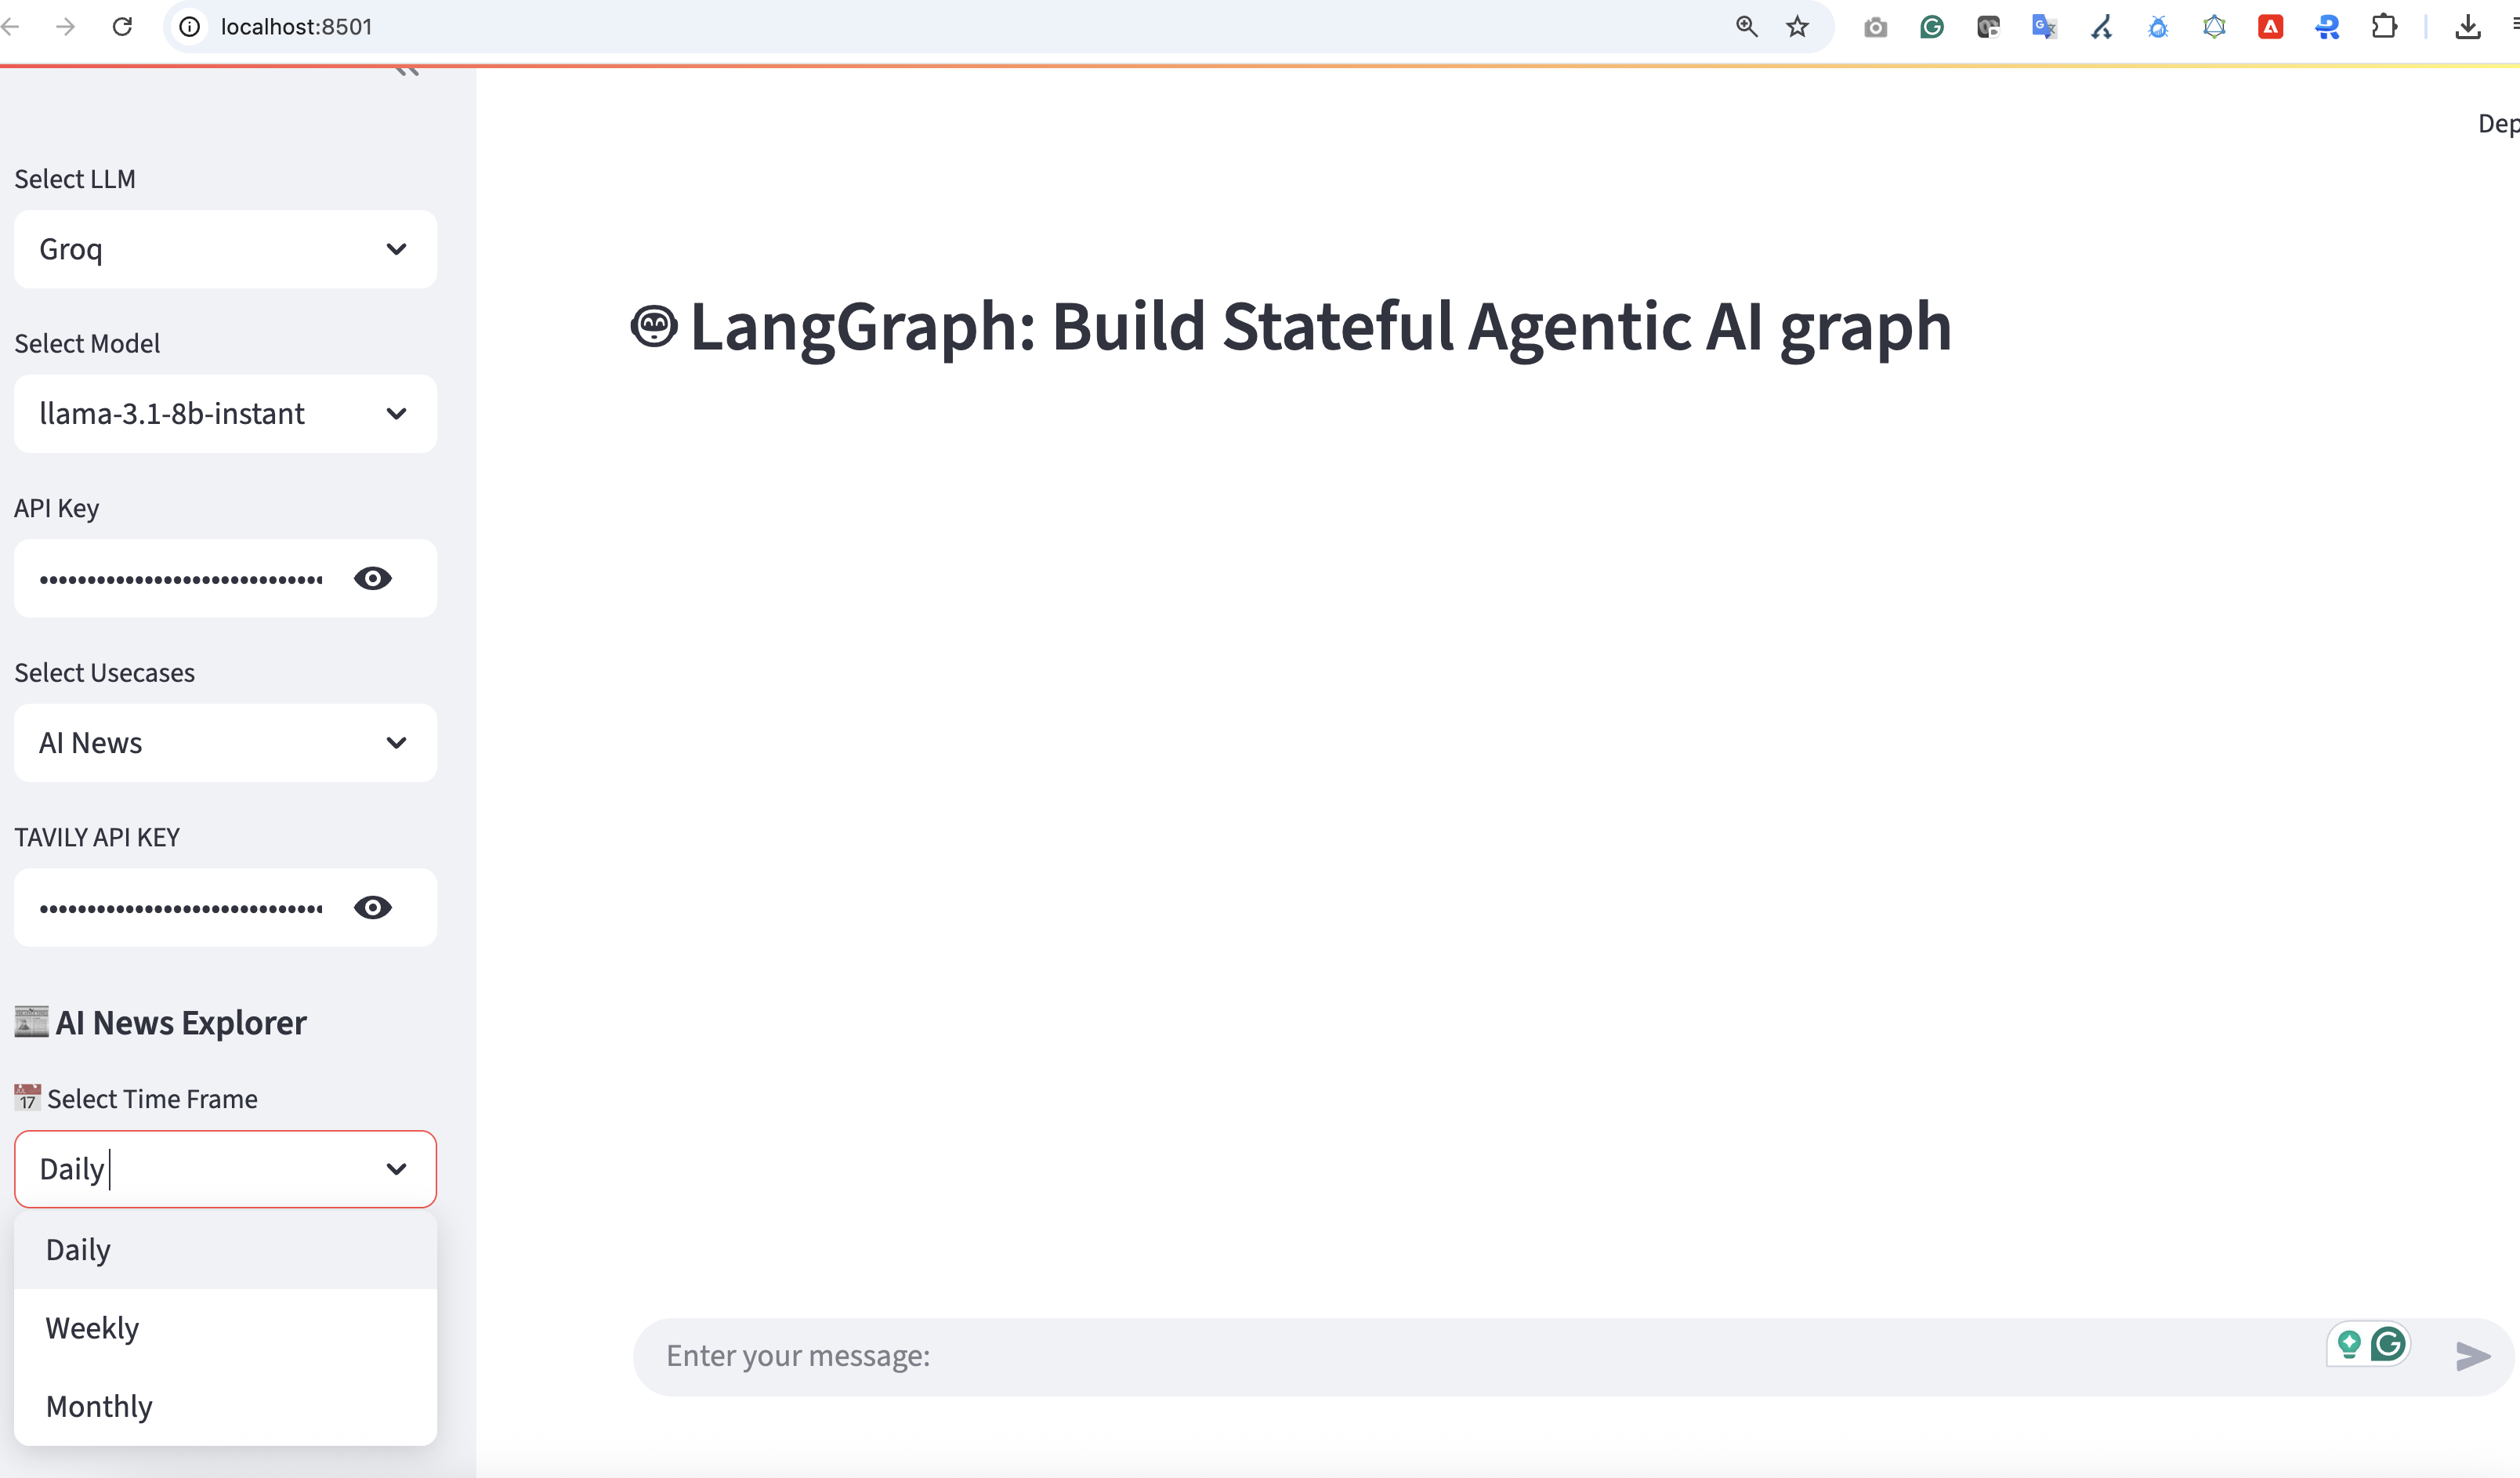 localhost:8501
Dep
Select LLM
Groq
Select Model
llama-3.1-8b-instant
API Key
Select Usecases
AI News
TAVILY API KEY
AI News Explorer
17 Select Time Frame
Daily
Daily
Weekly
Monthly
LangGraph: Build Stateful Agentic AI graph
Enter your message: